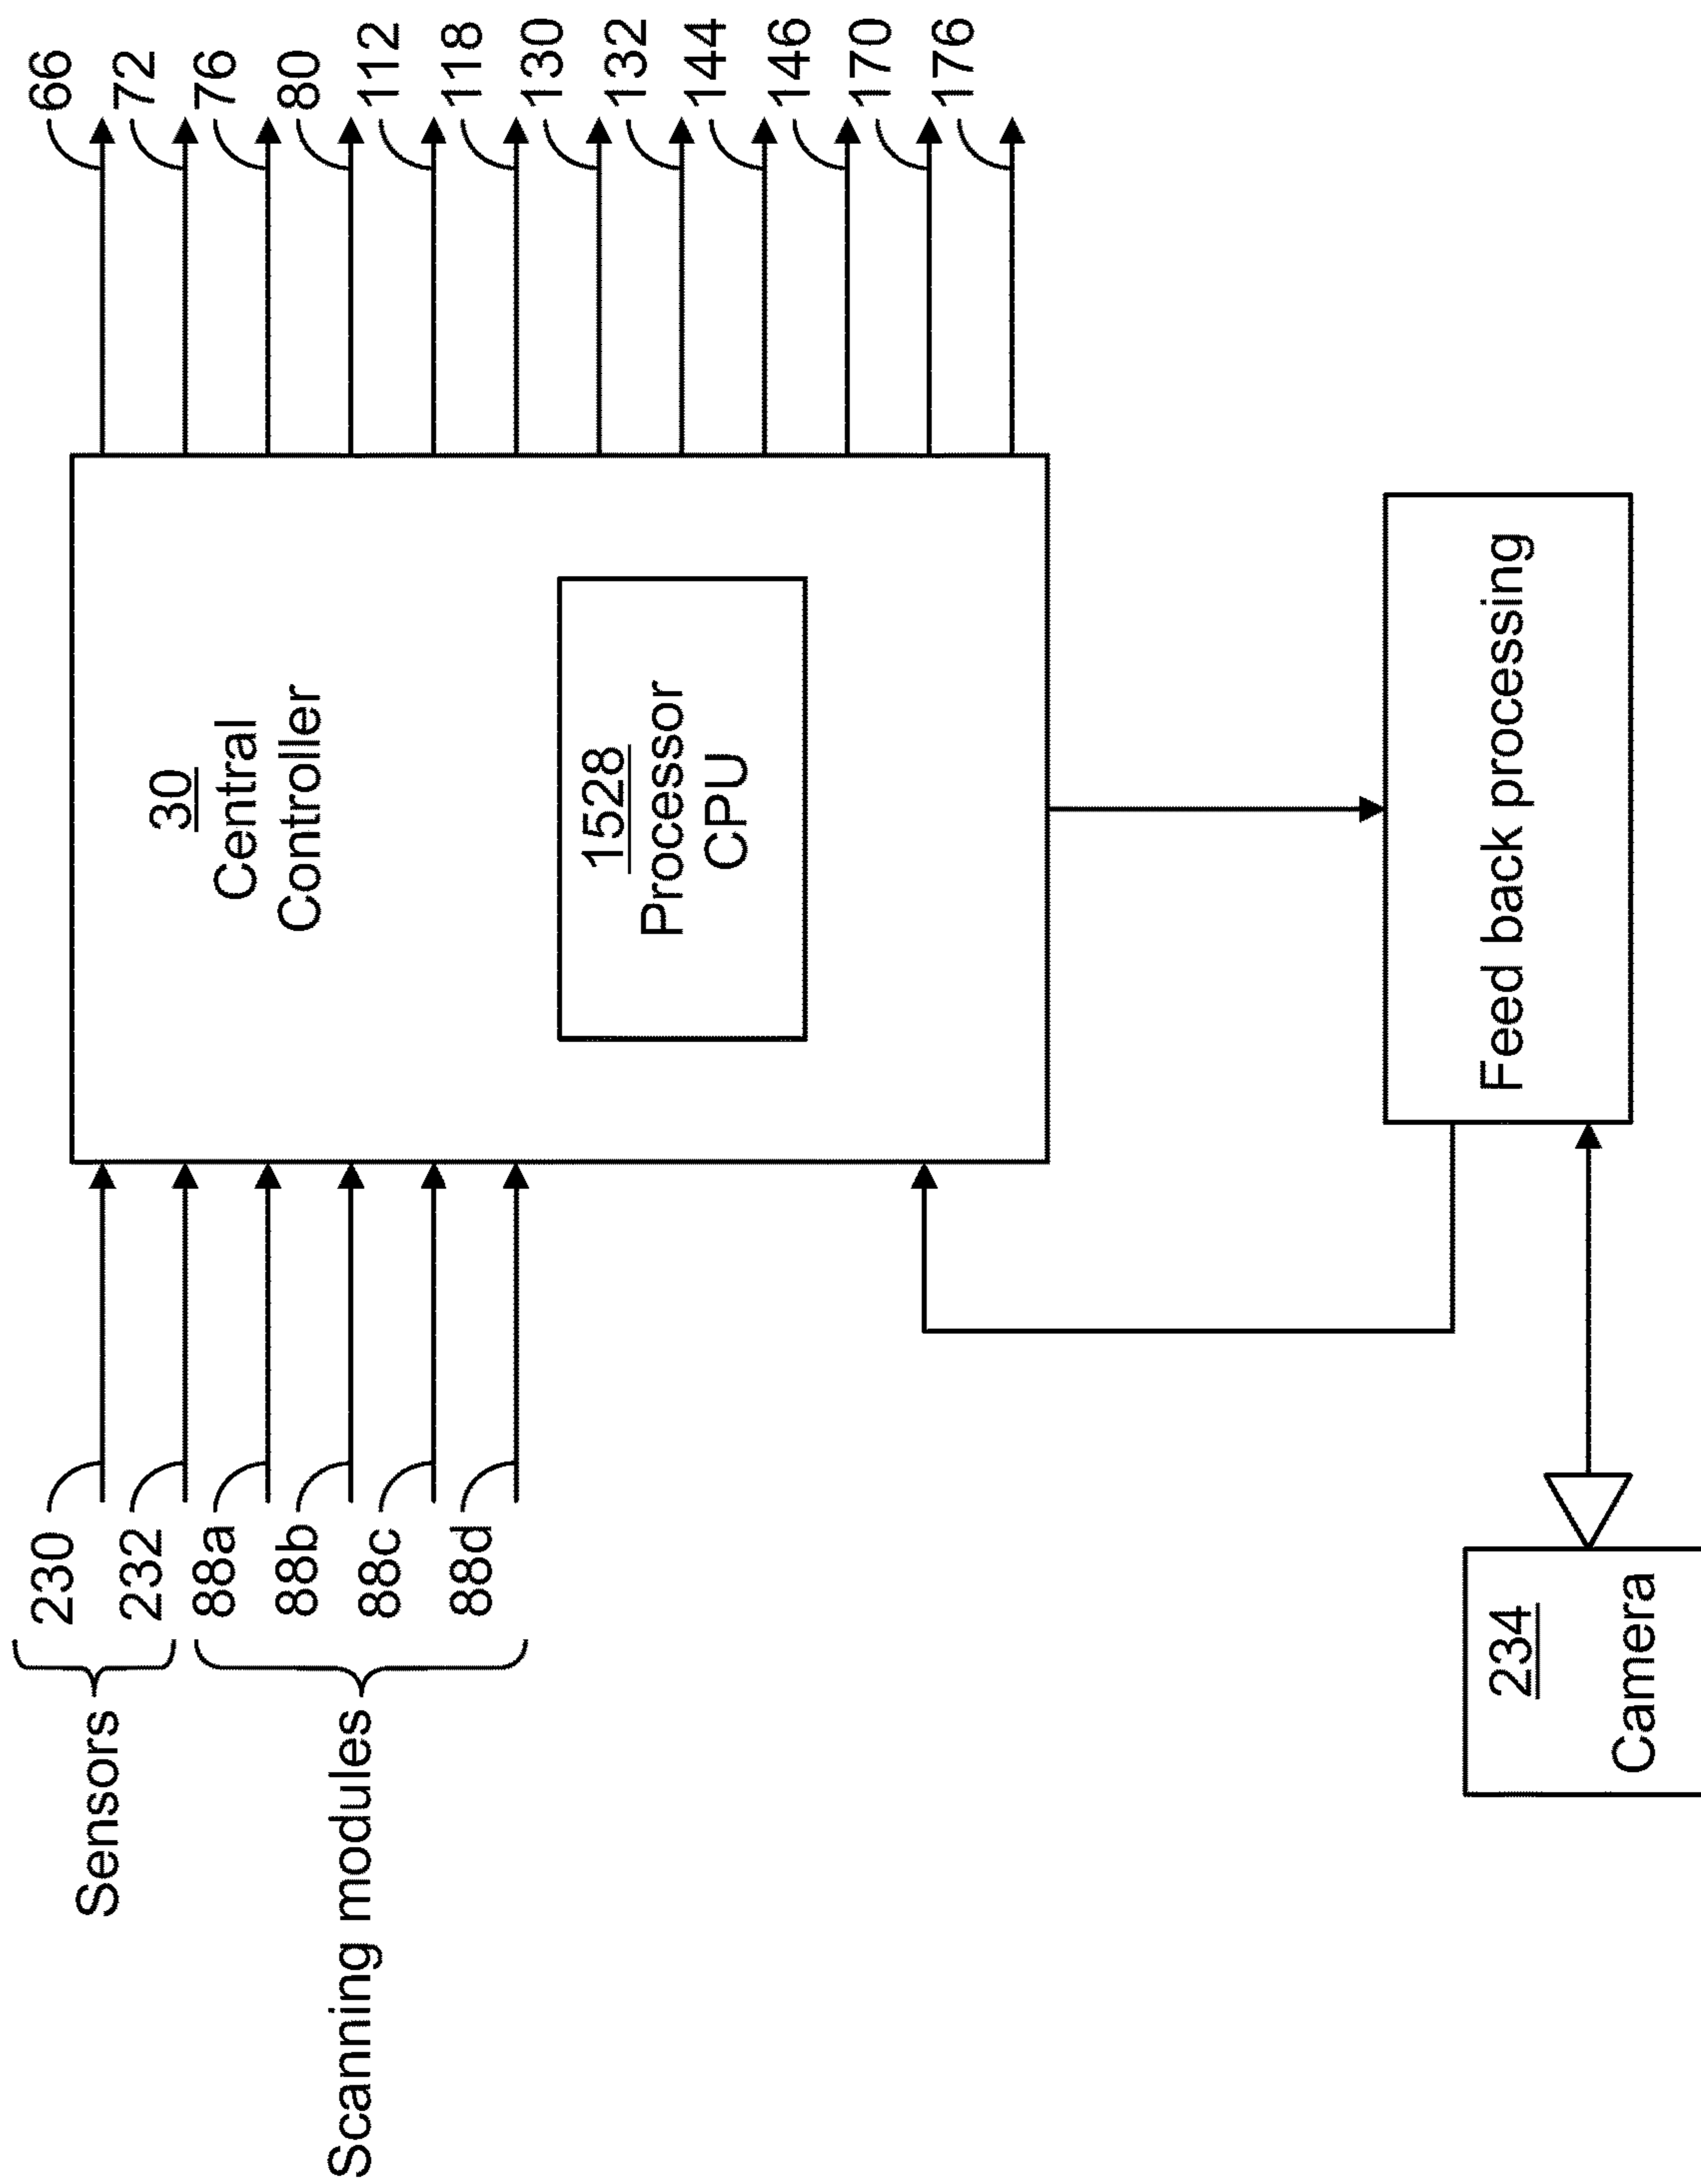 Sensors
230
232
Scanning modules
88a
88b
88c
88d
30
Central
Controller
1528
Processor
CPU
66
72
76
80
112
118
130
132
144
146
170
176
Feed back processing
234
Camera